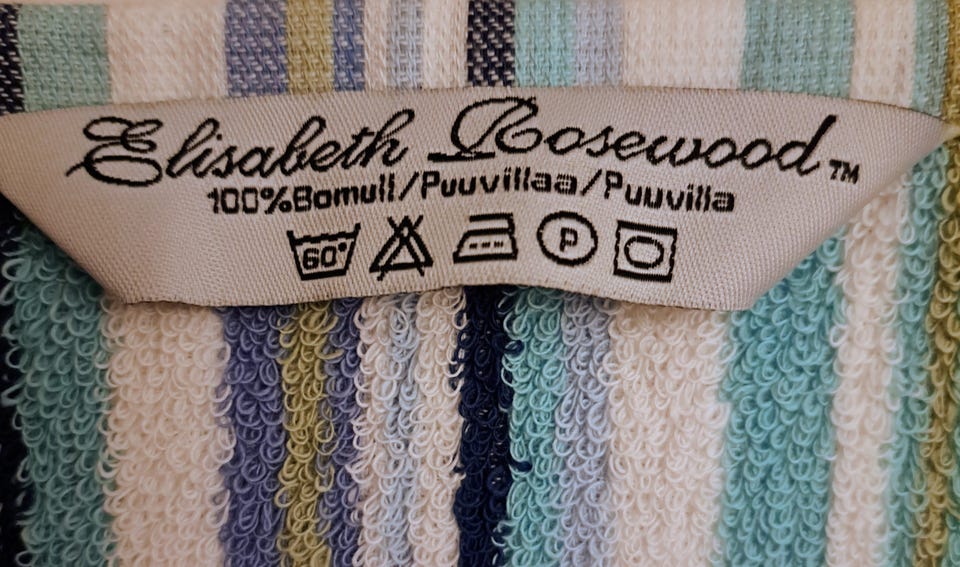 Elisabeth Rosewood™
100%Bomull/Puuvillaa/Puuvilla
60° P